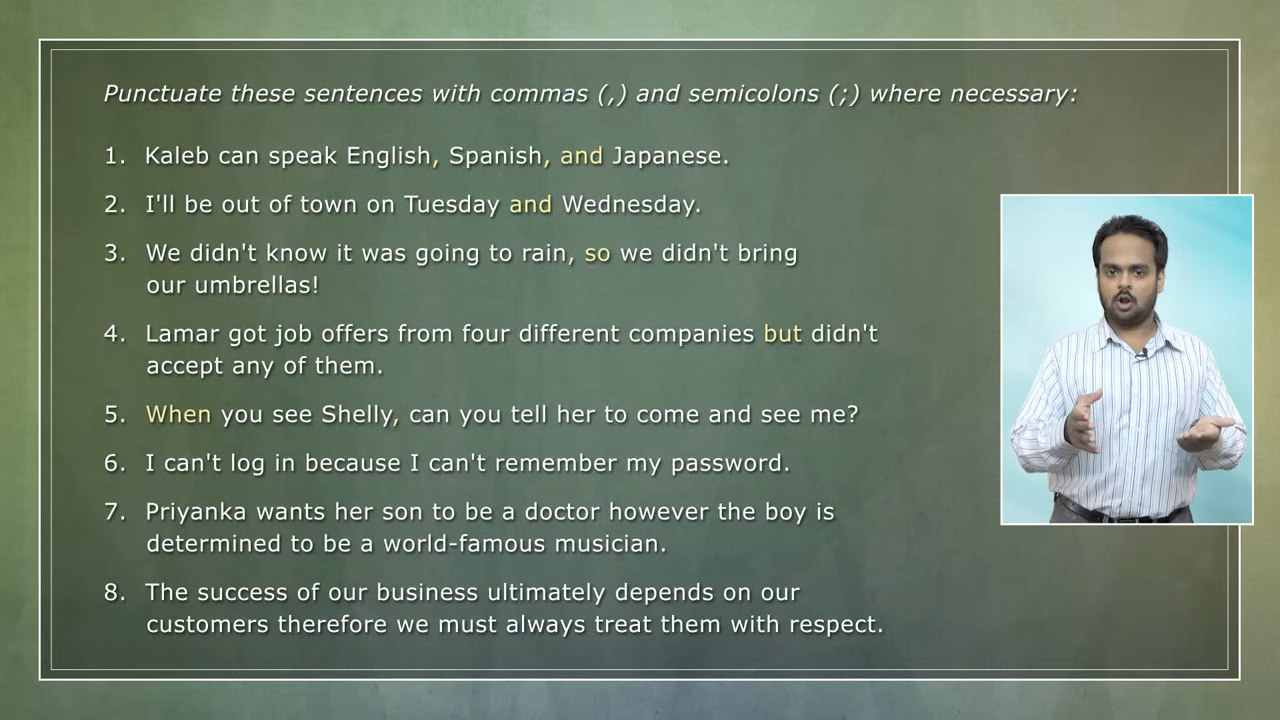 Punctuate these sentences with commas (,) and semicolons (;) where necessary:
1. Kaleb can speak English, Spanish, and Japanese.
2. I'll be out of town on Tuesday and Wednesday.
3. We didn't know it was going to rain, so we didn't bring
our umbrellas!
4. Lamar got job offers from four different companies but didn't
accept any of them.
5. When you see Shelly, can you tell her to come and see me?
6. I can't log in because I can't remember my password.
7. Priyanka wants her son to be a doctor however the boy is
determined to be a world-famous musician.
8. The success of our business ultimately depends on our
customers therefore we must always treat them with respect.